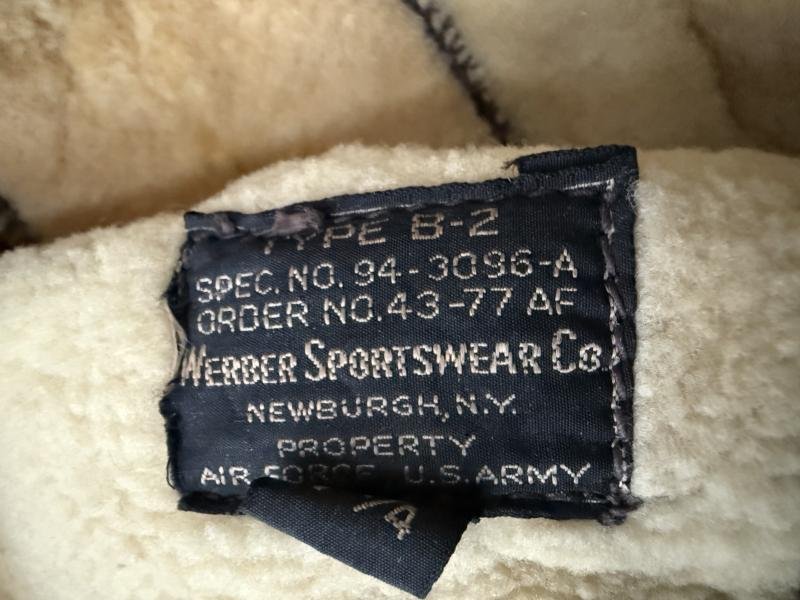 TYPE B-2
SPEC. NO. 94-3096-A
ORDER NO. 43-77 AF
WERBER SPORTSWEAR CO.
NEWBURGH, N.Y.
PROPERTY
AIR FORCE, U.S. ARMY
/4